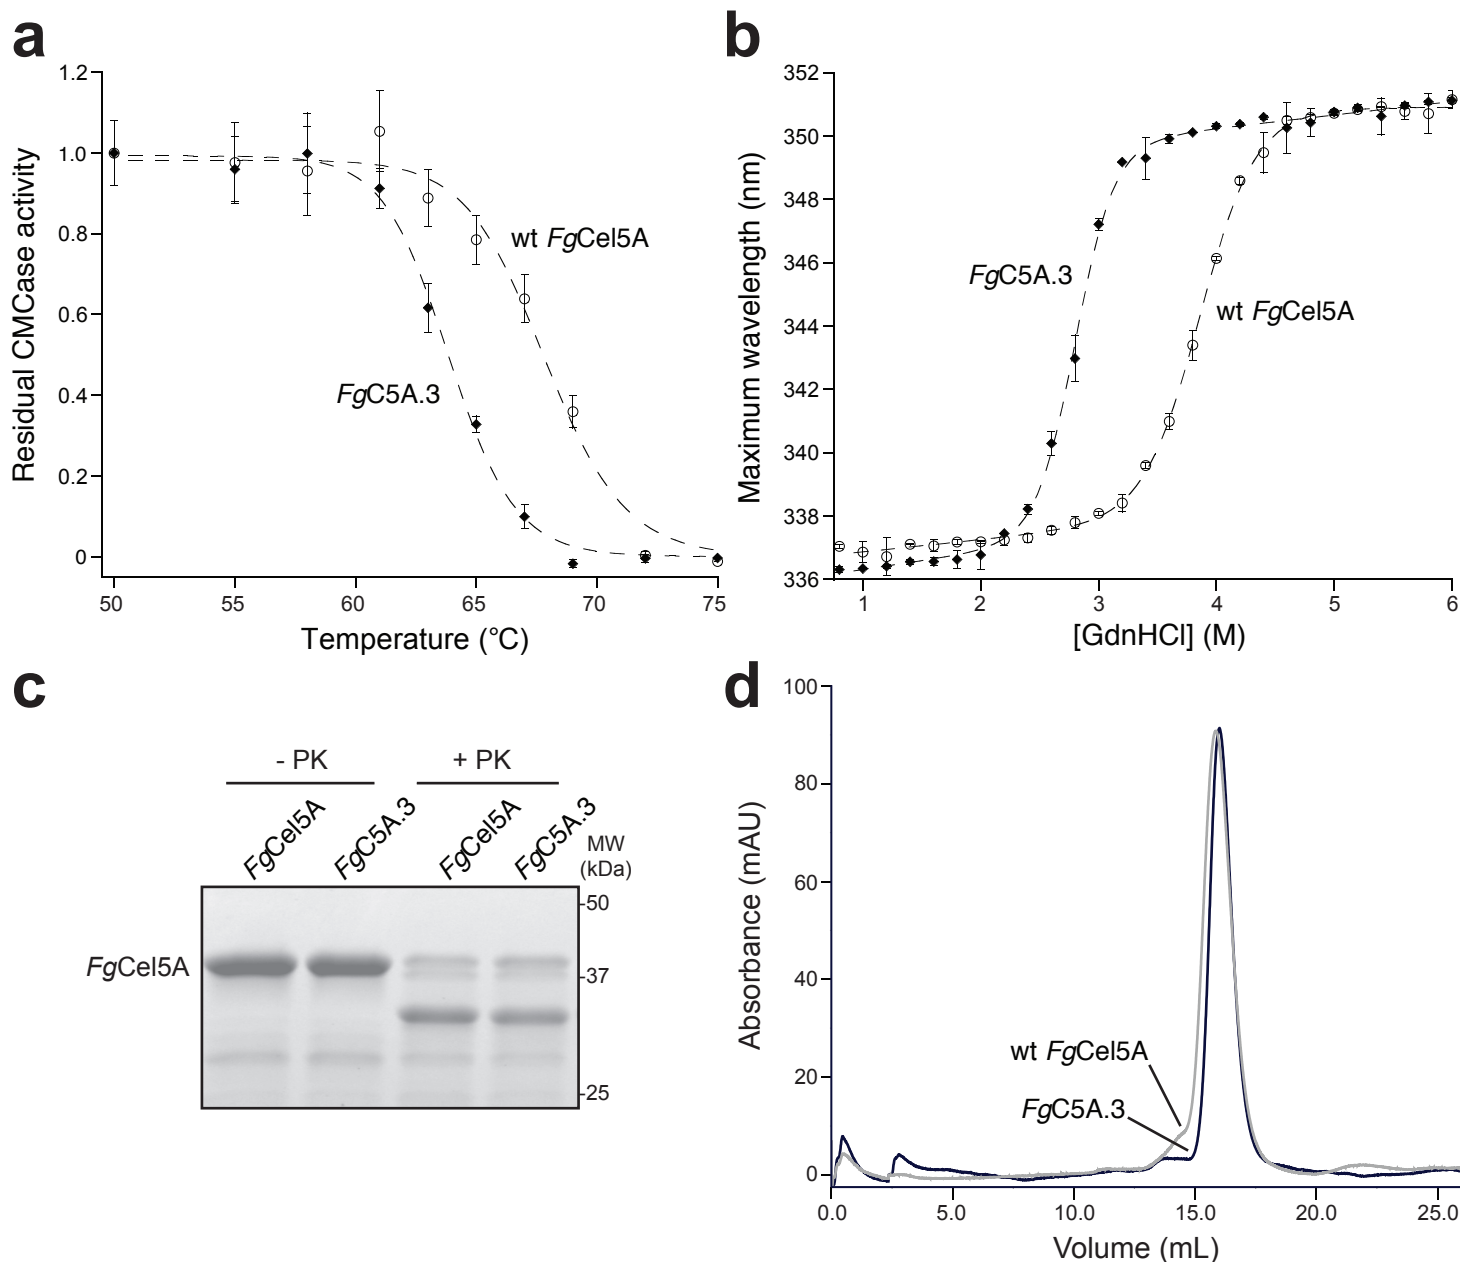 a
1.2
1.0
0.8
0.6
0.4
0.2
0
Residual CMCase activity
wt FgCel5A
FgC5A.3
50 55 60 65 70 75
Temperature (°C)
b
352
350
348
346
344
342
340
338
336
Maximum wavelength (nm)
FgC5A.3
wt FgCel5A
1 2 3 4 5 6
[GdnHCl] (M)
c
- PK + PK
FgCel5A FgC5A.3 FgCel5A FgC5A.3
MW
(kDa)
-50
FgCel5A
-37
-25
d
100
80
60
40
20
0
Absorbance (mAU)
wt FgCel5A
FgC5A.3
0.0 5.0 10.0 15.0 20.0 25.0
Volume (mL)